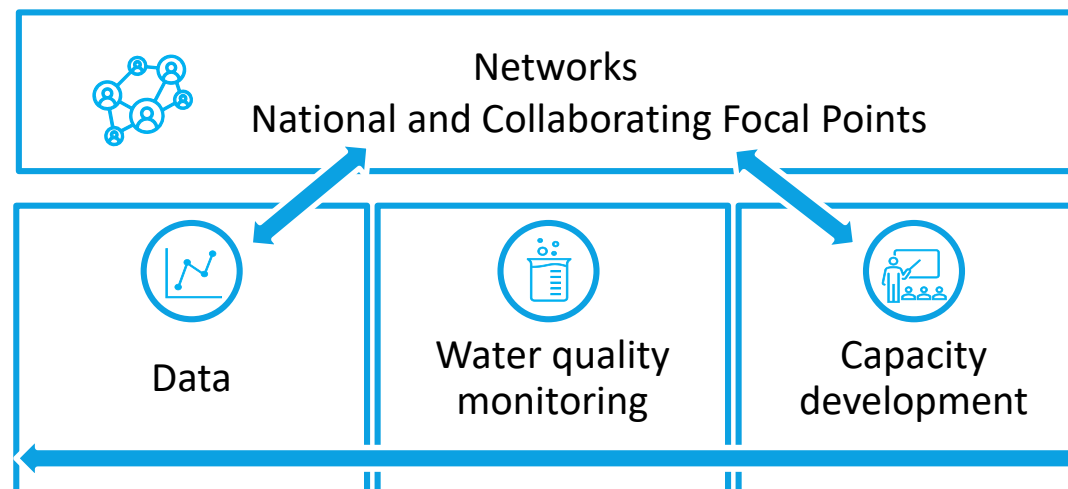 Networks
National and Collaborating Focal Points
Data
Water quality
monitoring
Capacity
development